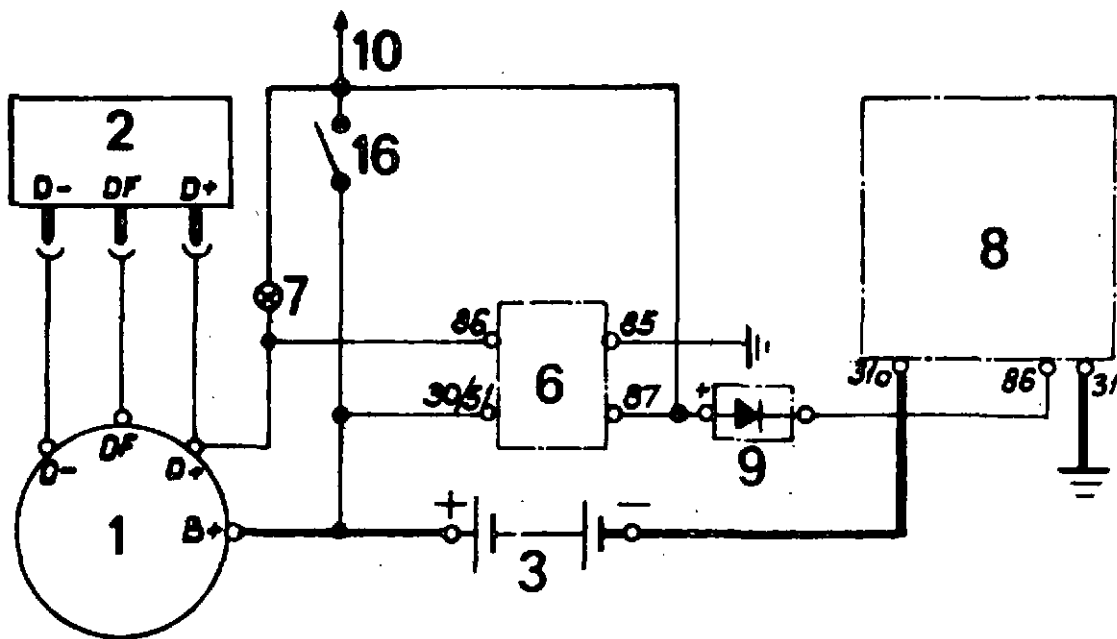 10
2
16
D- DF D+
8
7
86 85
6
31a 86 31
30/51 87 +
9
D- DF D+
1 B+ + -
3